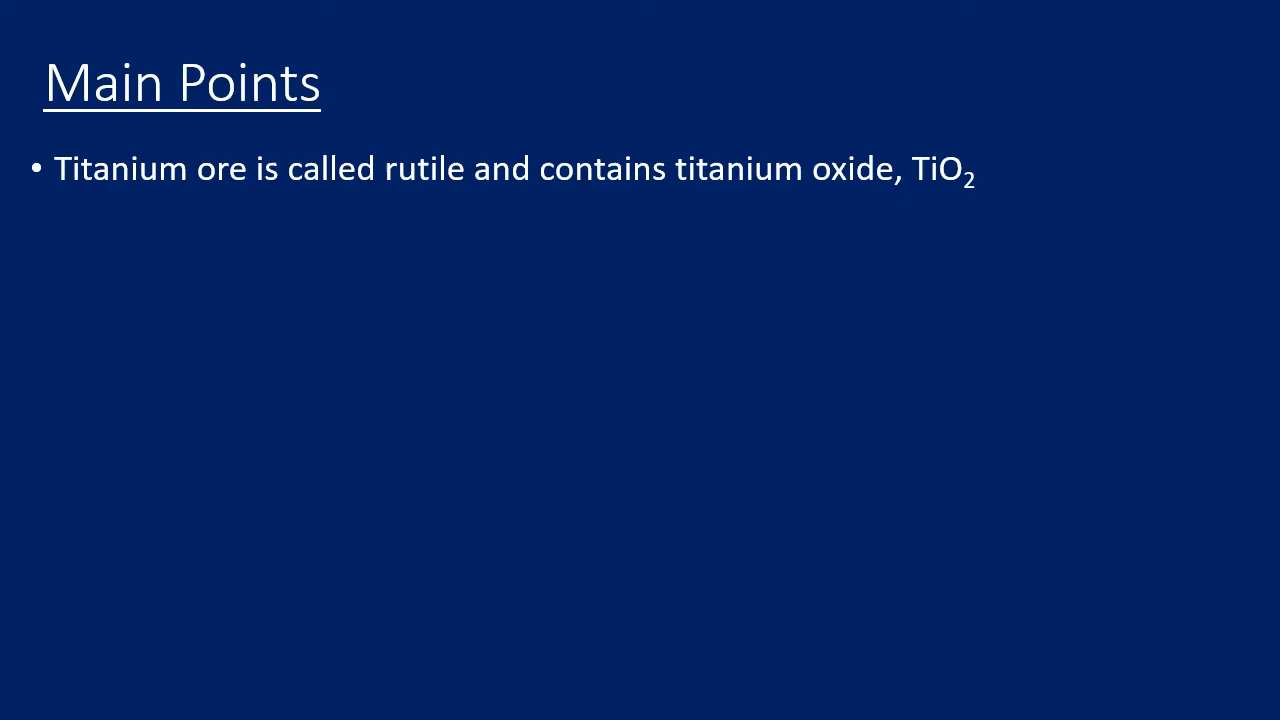 Main Points
• Titanium ore is called rutile and contains titanium oxide, TiO₂